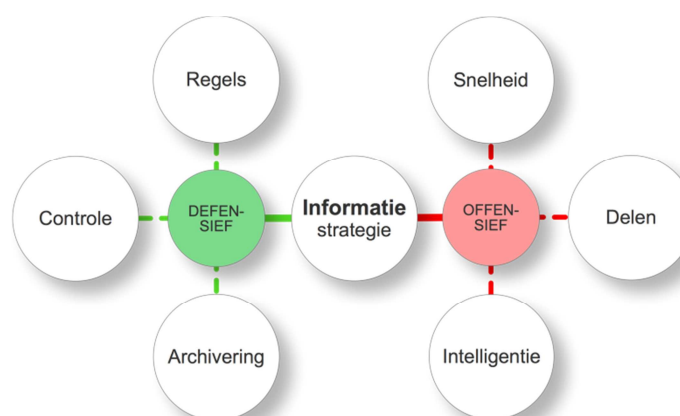 Regels
Snelheid
Controle
DEFEN-
SIEF
Informatie
strategie
OFFEN-
SIEF
Delen
Archivering
Intelligentie